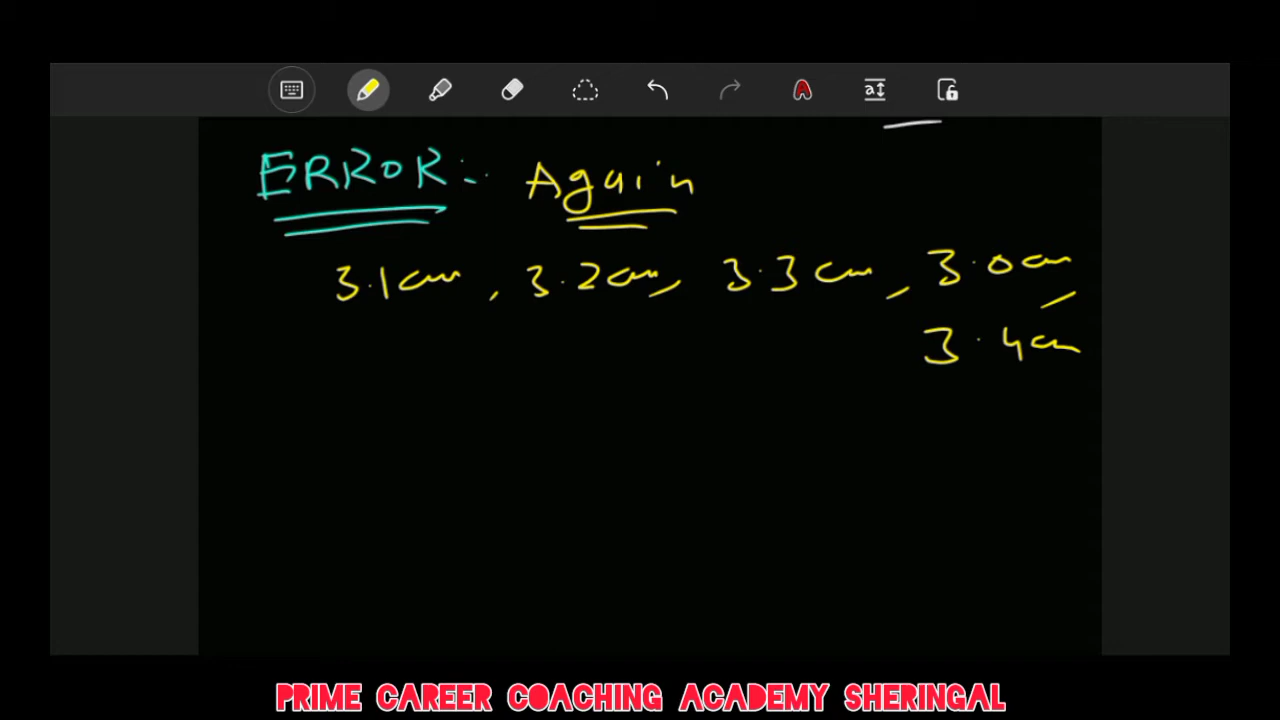 ERROR:- Again
3.1cm, 3.2cm, 3.3cm, 3.0cm,
3.4cm
PRIME CAREER COACHING ACADEMY SHERINGAL